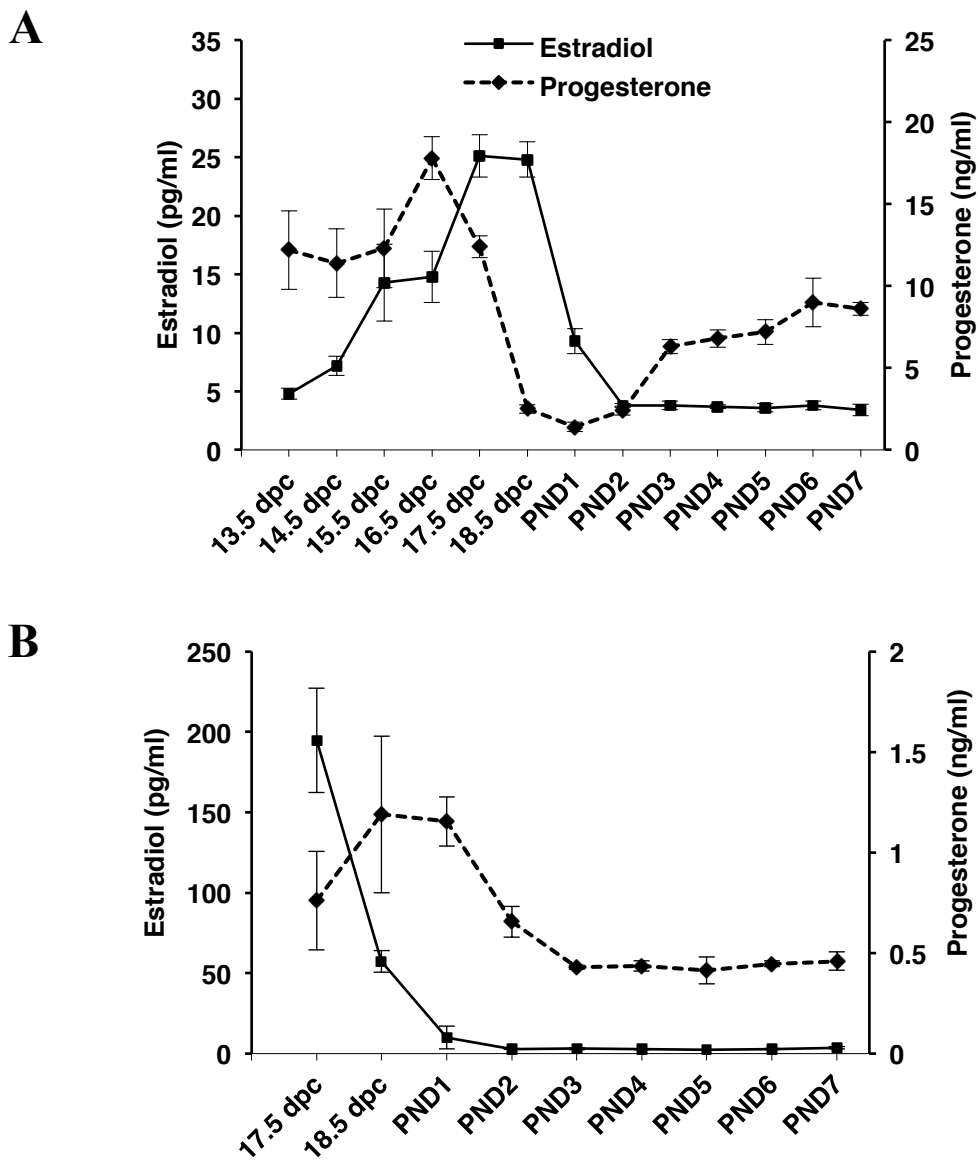 A
Estradiol
Progesterone
Estradiol (pg/ml)
35
30
25
20
15
10
5
0
Progesterone (ng/ml)
25
20
15
10
5
0
13.5 dpc
14.5 dpc
15.5 dpc
16.5 dpc
17.5 dpc
18.5 dpc
PND1
PND2
PND3
PND4
PND5
PND6
PND7
B
Estradiol (pg/ml)
250
200
150
100
50
0
Progesterone (ng/ml)
2
1.5
1
0.5
0
17.5 dpc
18.5 dpc
PND1
PND2
PND3
PND4
PND5
PND6
PND7